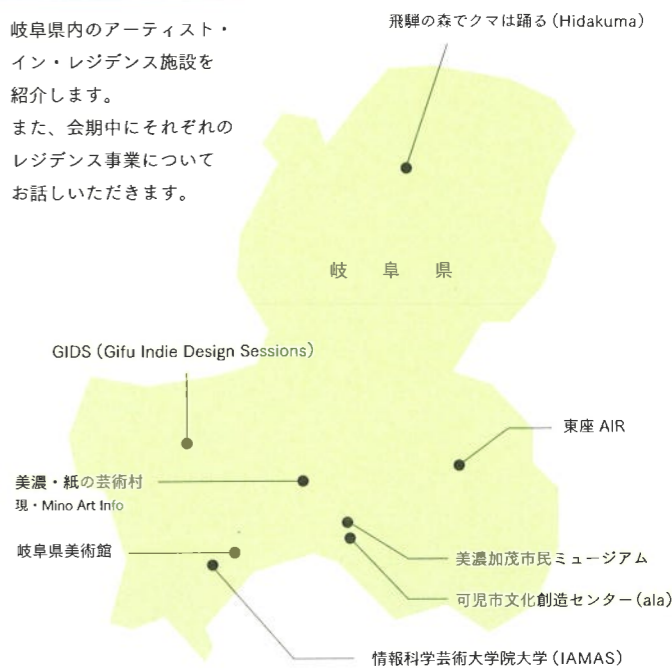 岐阜県内のアーティスト・
イン・レジデンス施設を
紹介します。
また、会期中にそれぞれの
レジデンス事業について
お話しいただきます。
飛騨の森でクマは踊る（Hidakuma）
岐 阜 県
GIDS（Gifu Indie Design Sessions）
東座 AIR
美濃・紙の芸術村
現・Mino Art Info
岐阜県美術館
美濃加茂市民ミュージアム
可児市文化創造センター（ala）
情報科学芸術大学院大学（IAMAS）